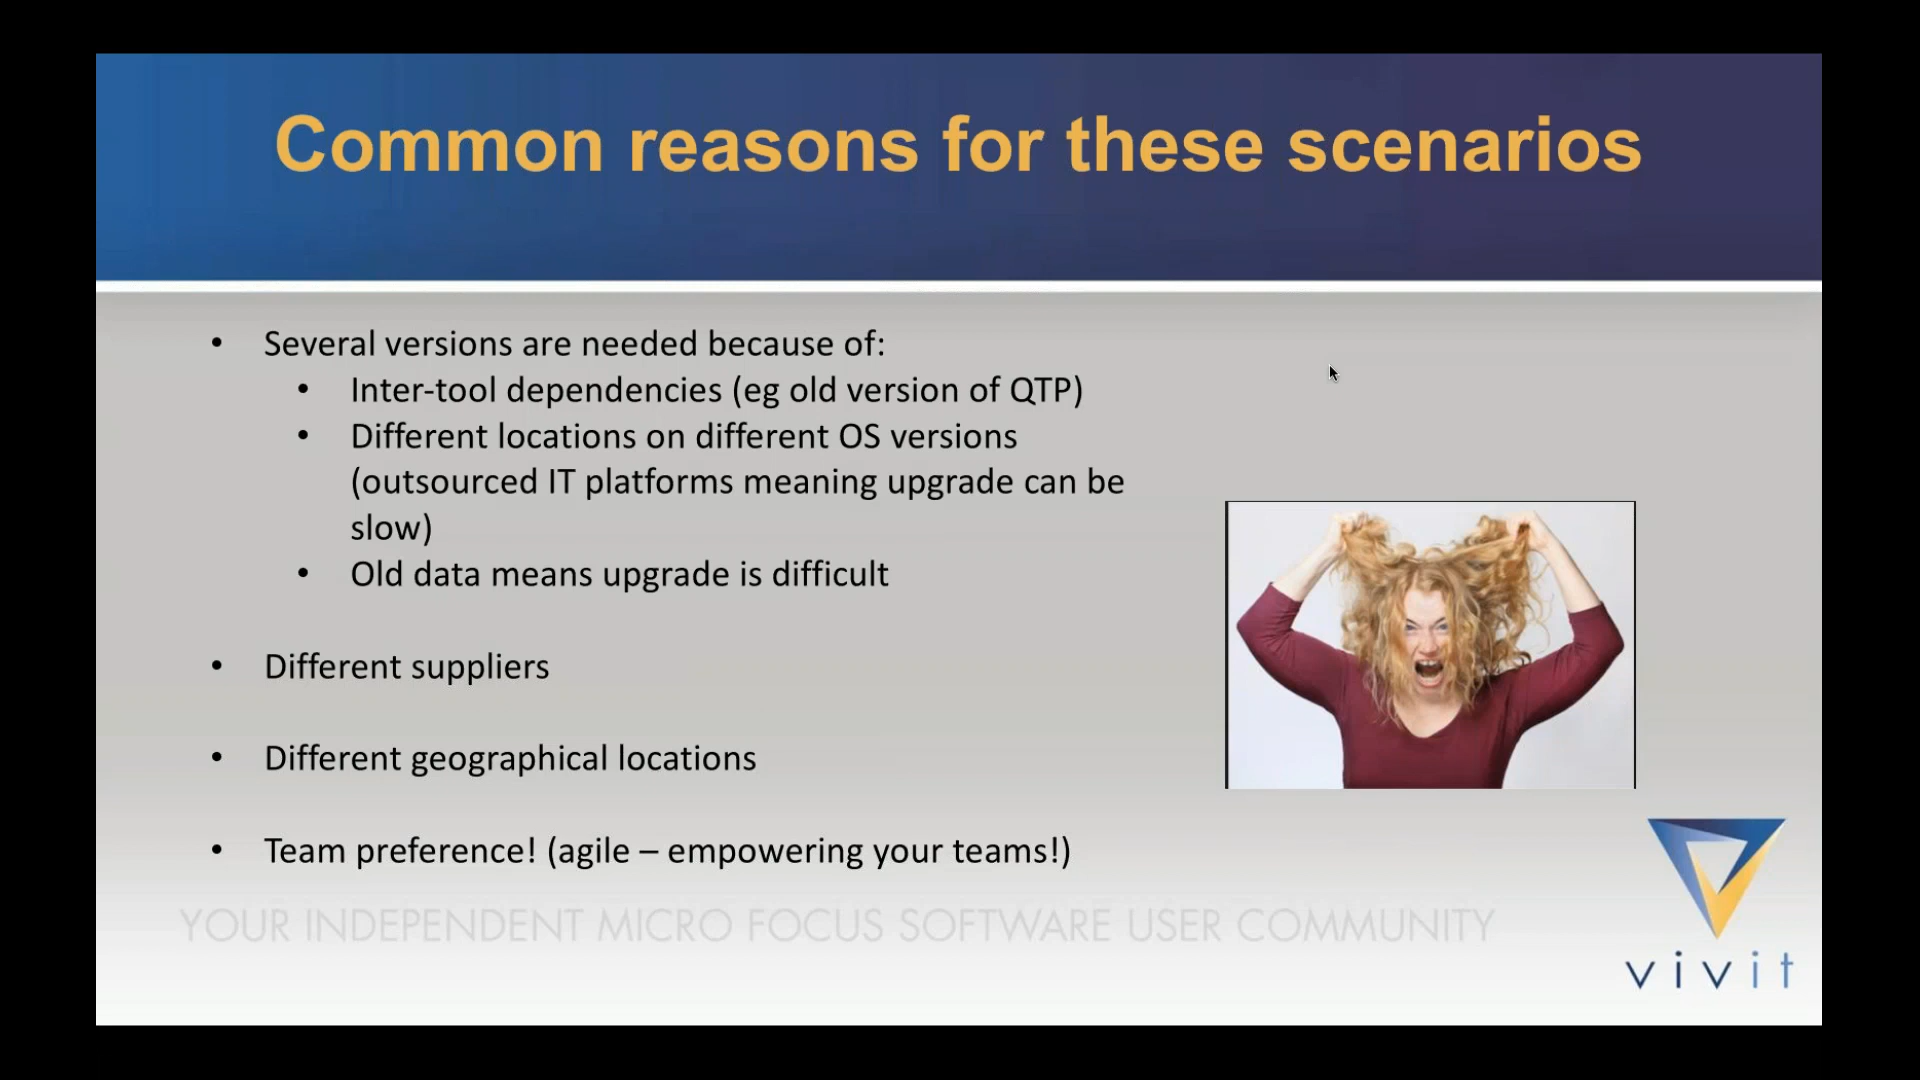 Common reasons for these scenarios
• Several versions are needed because of:
• Inter-tool dependencies (eg old version of QTP)
• Different locations on different OS versions
(outsourced IT platforms meaning upgrade can be
slow)
• Old data means upgrade is difficult
• Different suppliers
• Different geographical locations
• Team preference! (agile – empowering your teams!)
YOUR INDEPENDENT MICRO FOCUS SOFTWARE USER COMMUNITY
vivit